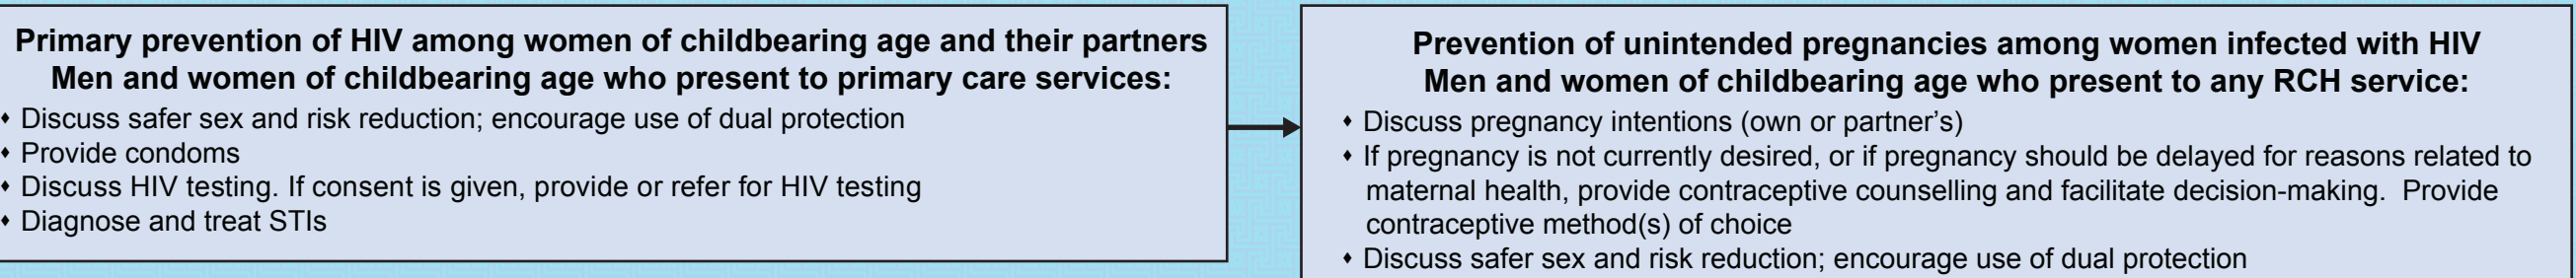 Primary prevention of HIV among women of childbearing age and their partners
Men and women of childbearing age who present to primary care services:
• Discuss safer sex and risk reduction; encourage use of dual protection
• Provide condoms
• Discuss HIV testing. If consent is given, provide or refer for HIV testing
• Diagnose and treat STIs
Prevention of unintended pregnancies among women infected with HIV
Men and women of childbearing age who present to any RCH service:
• Discuss pregnancy intentions (own or partner’s)
• If pregnancy is not currently desired, or if pregnancy should be delayed for reasons related to
maternal health, provide contraceptive counselling and facilitate decision-making.  Provide
contraceptive method(s) of choice
• Discuss safer sex and risk reduction; encourage use of dual protection